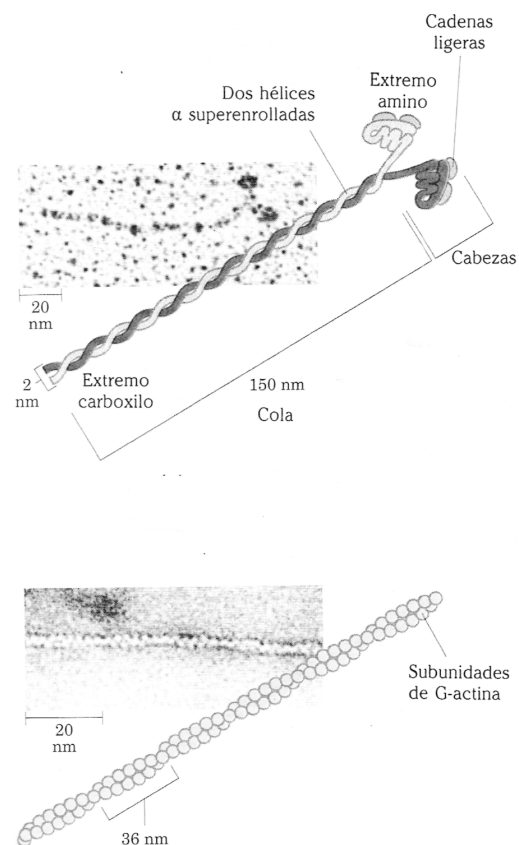 Cadenas
ligeras
Extremo
amino
Dos hélices
α superenrolladas
Cabezas
20
nm
2
nm
Extremo
carboxilo
150 nm
Cola
Subunidades
de G-actina
20
nm
36 nm